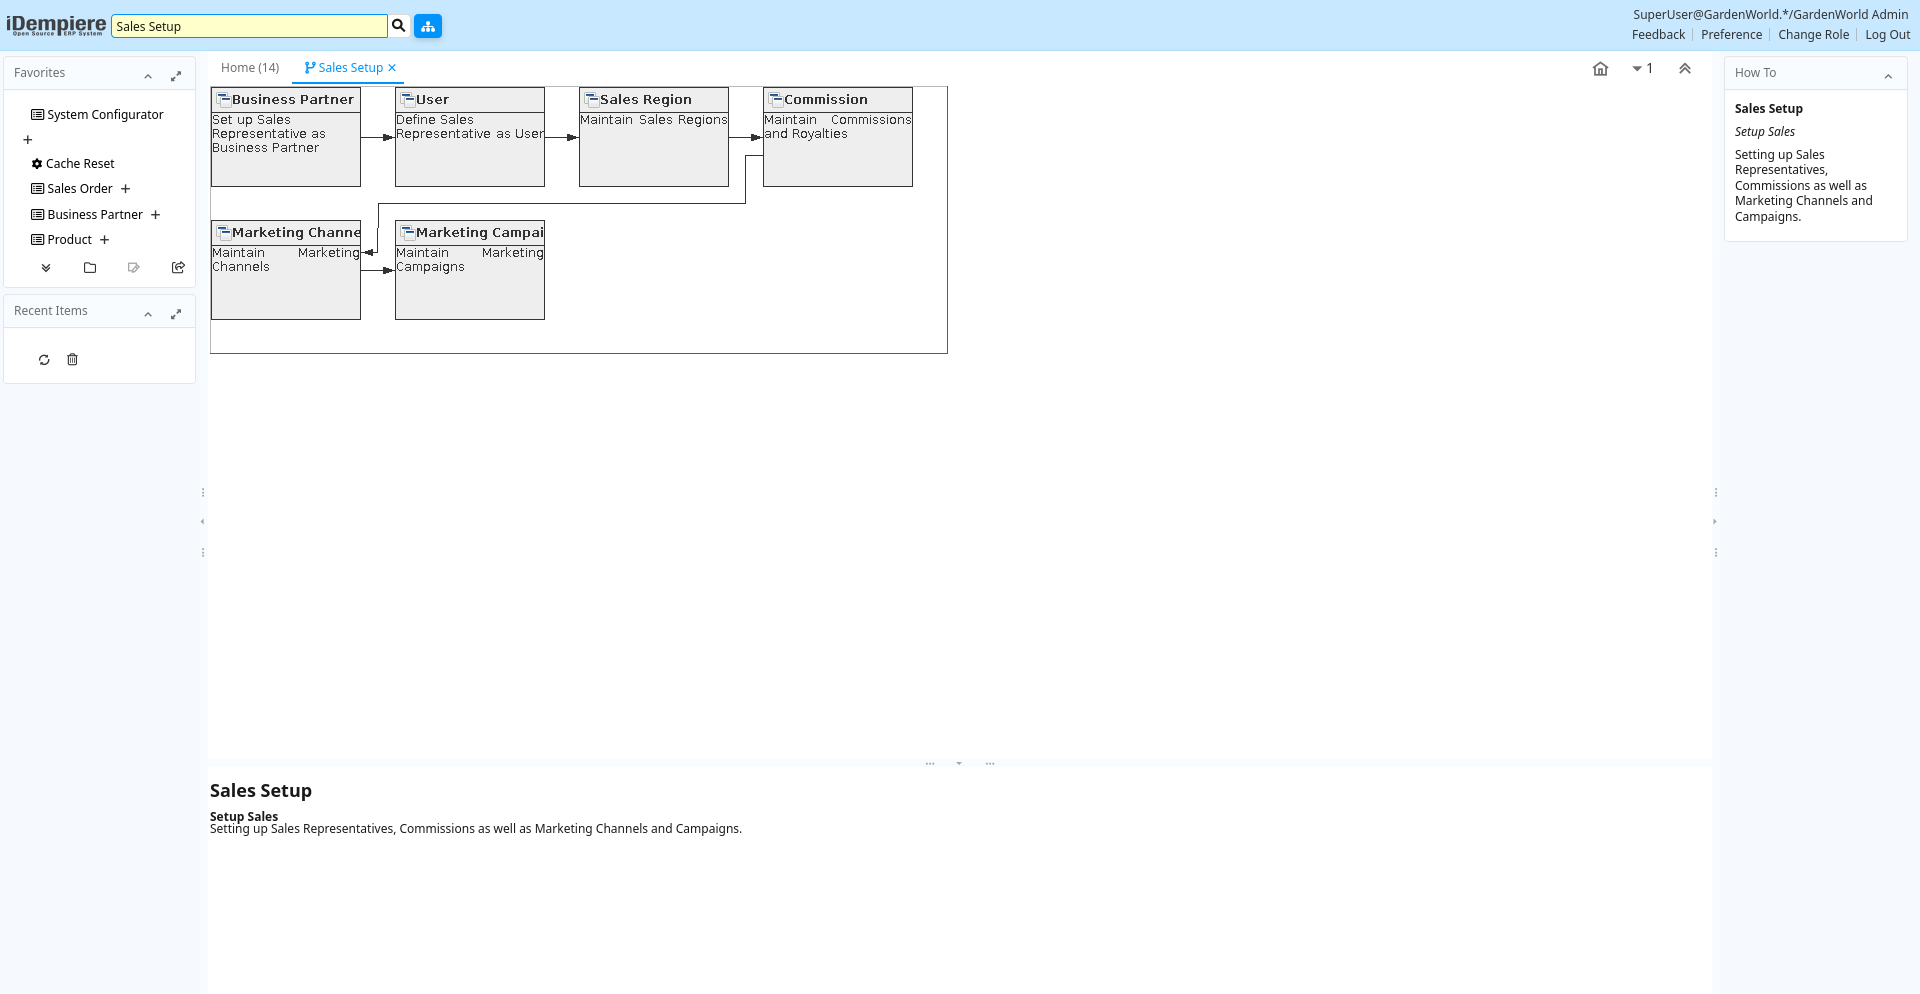 iDempiere
Open Source ERP System
Sales Setup
SuperUser@GardenWorld.*/GardenWorld Admin
Feedback
Preference
Change Role
Log Out
Favorites
System Configurator
Cache Reset
Sales Order
Business Partner
Product
Recent Items
Home (14)
Sales Setup
1
Business Partner
Set up Sales
Representative as
Business Partner
User
Define Sales
Representative as User
Sales Region
Maintain Sales Regions
Commission
Maintain Commissions
and Royalties
Marketing Channe
Maintain Marketing
Channels
Marketing Campai
Maintain Marketing
Campaigns
Sales Setup
Setup Sales
Setting up Sales Representatives, Commissions as well as Marketing Channels and Campaigns.
How To
Sales Setup
Setup Sales
Setting up Sales
Representatives,
Commissions as well as
Marketing Channels and
Campaigns.